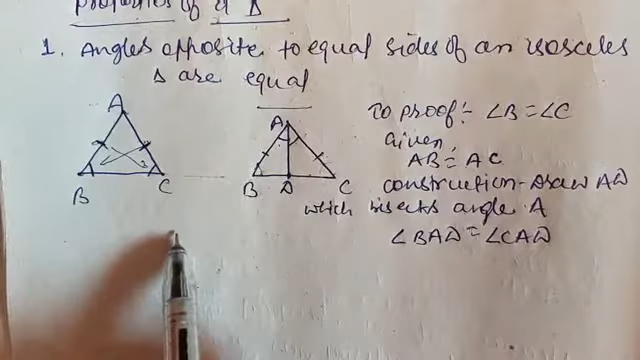 properties of a Δ
1. Angles opposite to equal sides of an isosceles
Δ are equal
A
B
C
A
B
D
C
To proof:- ∠B = ∠C
Given,
AB = AC
construction - Draw AD
which bisects angle A
∠BAD = ∠CAD